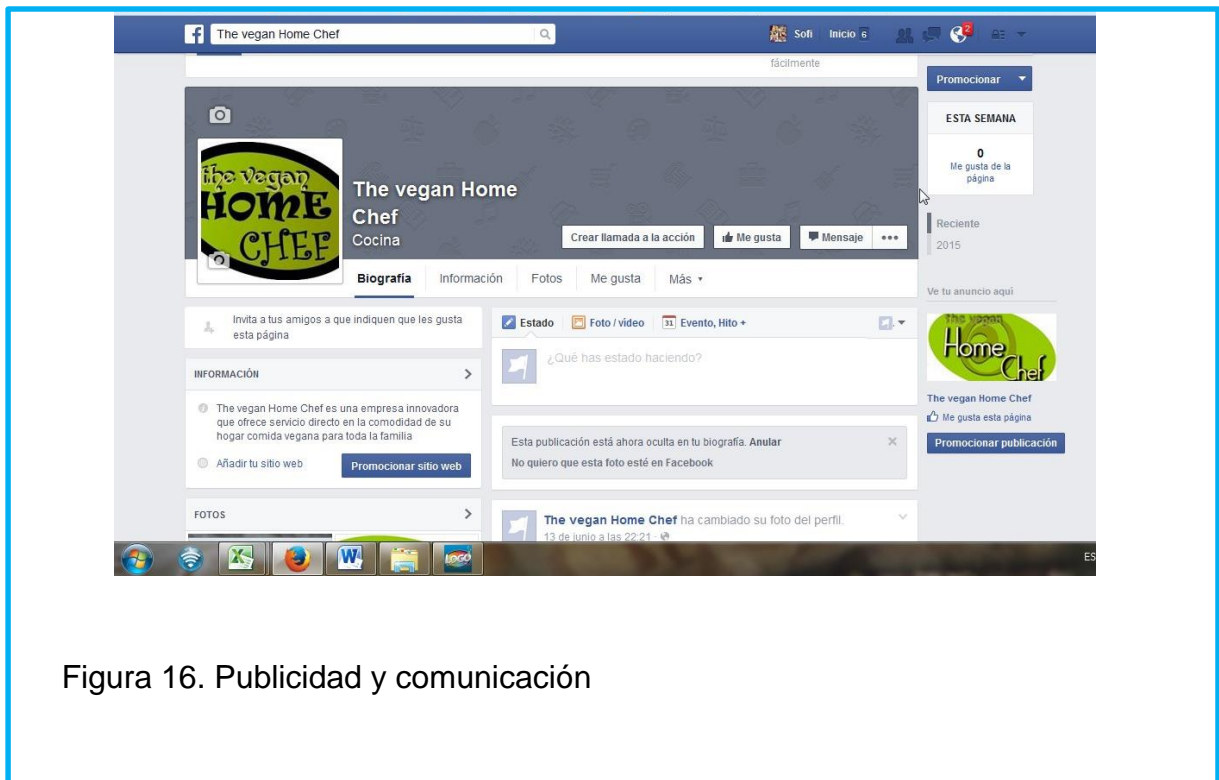 The vegan Home Chef
Sofi Inicio 6
2
fácilmente
Promocionar
ESTA SEMANA
0
Me gusta de la
página
the vegan
HOME
CHEF
The vegan Home
Chef
Cocina
Crear llamada a la acción Me gusta Mensaje •••
Reciente
2015
Biografía Información Fotos Me gusta Más
Ve tu anuncio aquí
Invita a tus amigos a que indiquen que les gusta
esta página
Estado Foto / video 31 Evento, Hito +
¿Qué has estado haciendo?
the vegan
Home
Chef
INFORMACIÓN
The vegan Home Chef es una empresa innovadora
que ofrece servicio directo en la comodidad de su
hogar comida vegana para toda la familia
Añadir tu sitio web Promocionar sitio web
The vegan Home Chef
Me gusta esta página
Promocionar publicación
Esta publicación está ahora oculta en tu biografía. Anular
No quiero que esta foto esté en Facebook
FOTOS
The vegan Home Chef ha cambiado su foto del perfil.
13 de junio a las 22:21 ·
LOGO
ES
Figura 16. Publicidad y comunicación